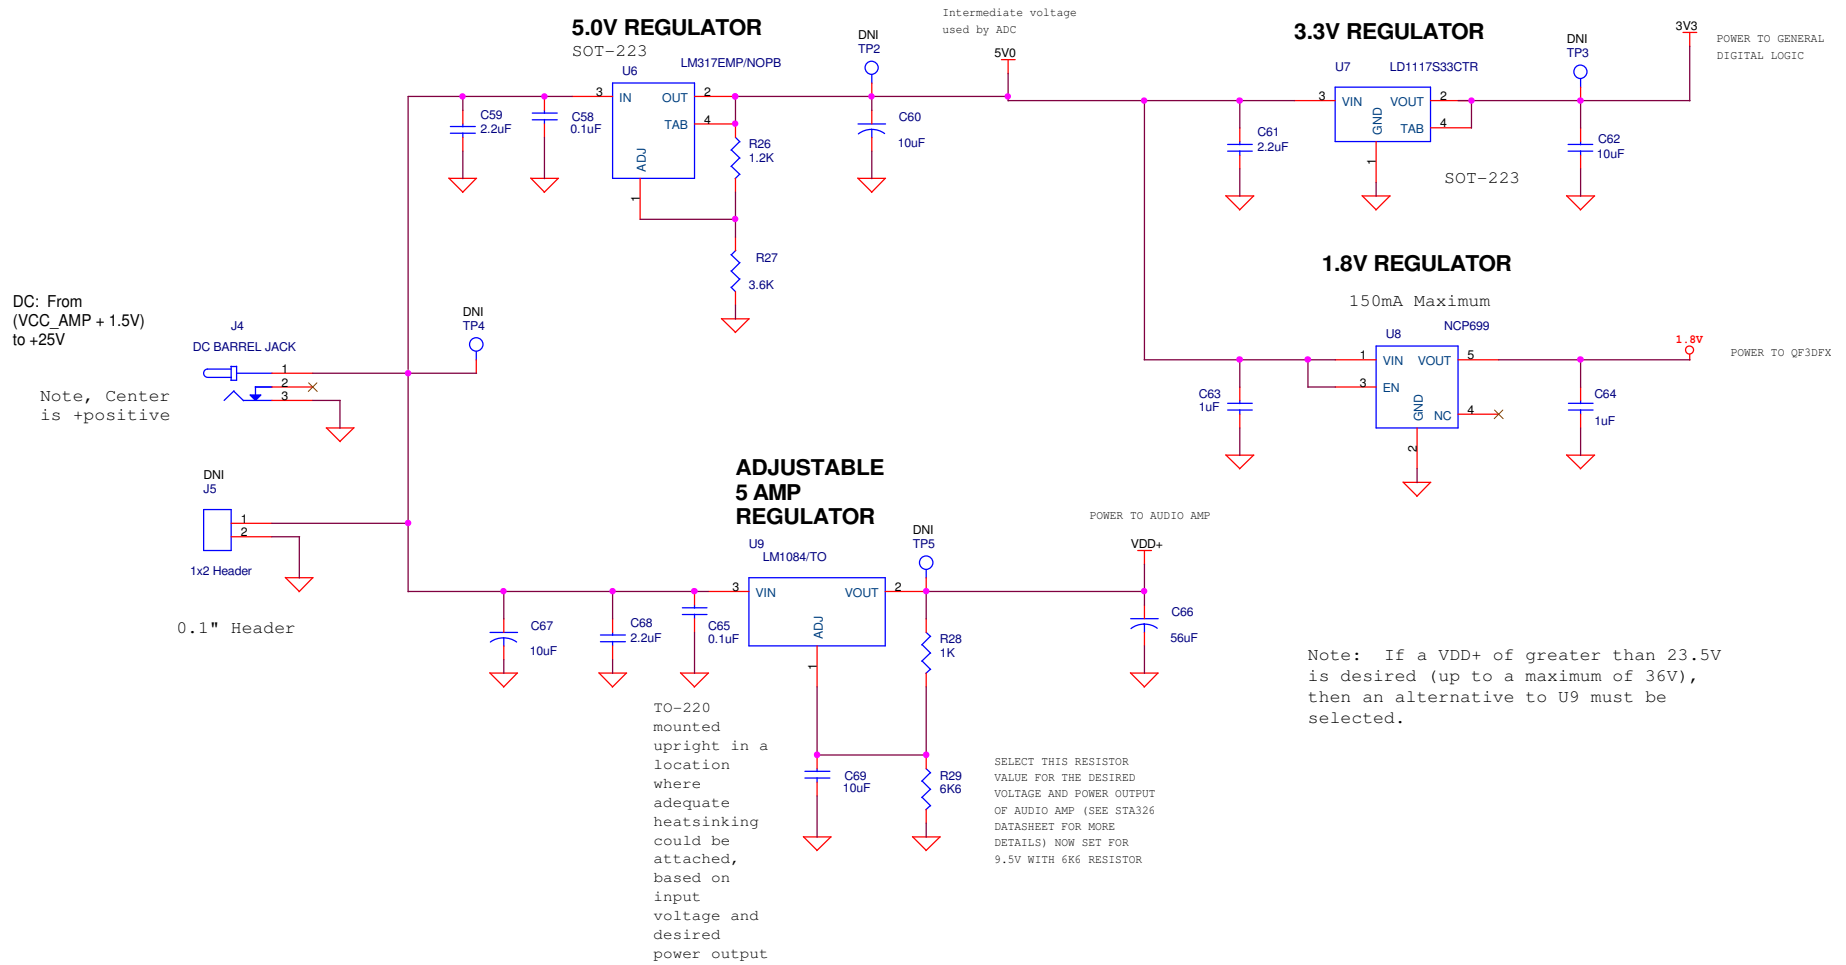 5.0V REGULATOR
SOT-223
U6
LM317EMP/NOPB
3
IN
OUT
2
TAB
4
ADJ
1
C59
2.2uF
C58
0.1uF
R26
1.2K
R27
3.6K
DNI
TP2
C60
10uF
Intermediate voltage
used by ADC
5V0
3.3V REGULATOR
U7
LD1117S33CTR
3
VIN
VOUT
2
GND
TAB
4
1
SOT-223
C61
2.2uF
DNI
TP3
C62
10uF
3V3
POWER TO GENERAL
DIGITAL LOGIC
1.8V REGULATOR
150mA Maximum
U8
NCP699
1
VIN
VOUT
5
3
EN
GND
NC
4
2
C63
1uF
C64
1uF
1.8V
POWER TO QF3DFX
DC: From
(VCC_AMP + 1.5V)
to +25V
J4
DC BARREL JACK
1
2
3
Note, Center
is +positive
DNI
TP4
DNI
J5
1
2
1x2 Header
0.1" Header
ADJUSTABLE
5 AMP
REGULATOR
U9
LM1084/TO
3
VIN
VOUT
2
ADJ
1
C67
10uF
C68
2.2uF
C65
0.1uF
DNI
TP5
R28
1K
POWER TO AUDIO AMP
VDD+
C66
56uF
TO-220
mounted
upright in a
location
where
adequate
heatsinking
could be
attached,
based on
input
voltage and
desired
power output
C69
10uF
R29
6K6
SELECT THIS RESISTOR
VALUE FOR THE DESIRED
VOLTAGE AND POWER OUTPUT
OF AUDIO AMP (SEE STA326
DATASHEET FOR MORE
DETAILS) NOW SET FOR
9.5V WITH 6K6 RESISTOR
Note: If a VDD+ of greater than 23.5V
is desired (up to a maximum of 36V),
then an alternative to U9 must be
selected.